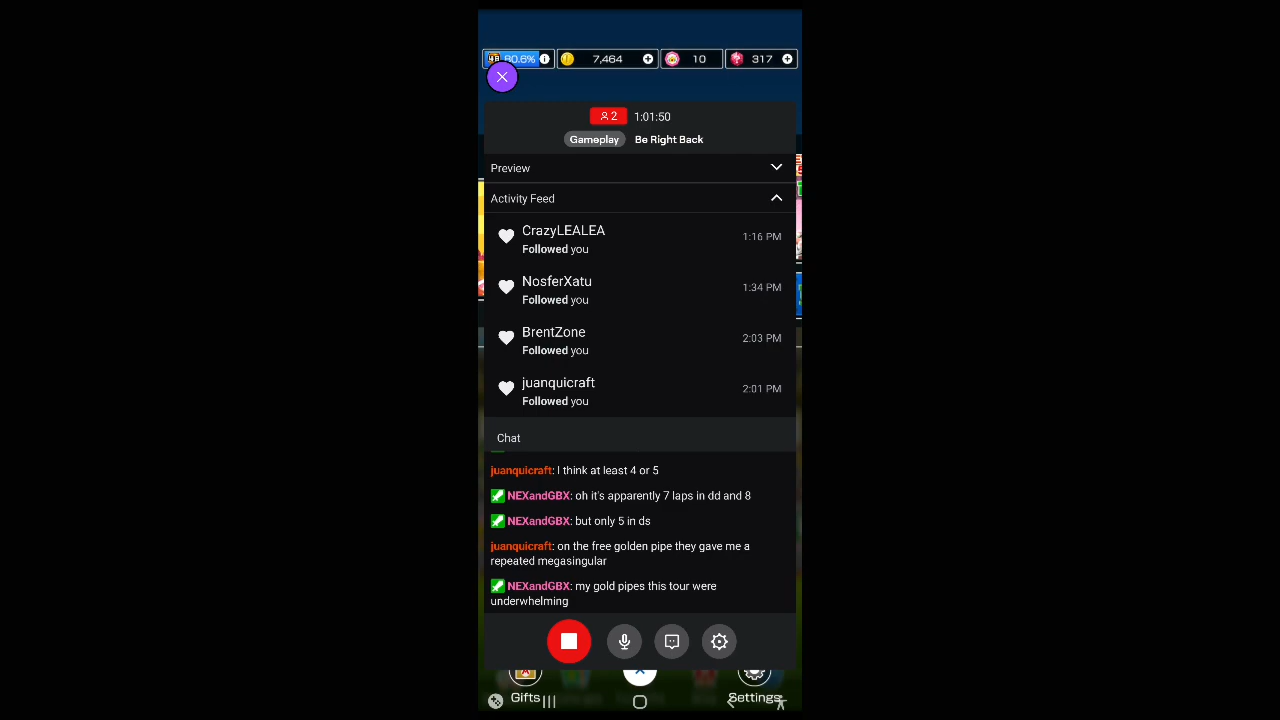 80.6% 7,464 10 317
2 1:01:50
Gameplay Be Right Back
Preview
Activity Feed
CrazyLEALEA
Followed you 1:16 PM
NosferXatu
Followed you 1:34 PM
BrentZone
Followed you 2:03 PM
juanquicraft
Followed you 2:01 PM
Chat
juanquicraft: I think at least 4 or 5
NEXandGBX: oh it's apparently 7 laps in dd and 8
NEXandGBX: but only 5 in ds
juanquicraft: on the free golden pipe they gave me a
repeated megasingular
NEXandGBX: my gold pipes this tour were
underwhelming
Gifts Settings